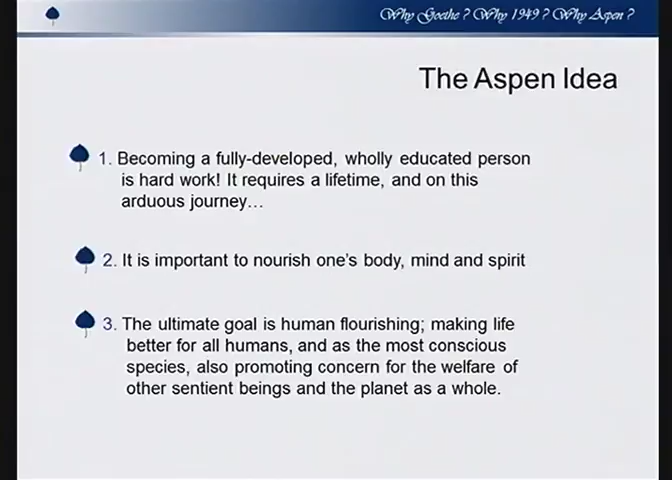 Why Goethe? Why 1949? Why Aspen?
The Aspen Idea
1. Becoming a fully-developed, wholly educated person
is hard work! It requires a lifetime, and on this
arduous journey…
2. It is important to nourish one's body, mind and spirit
3. The ultimate goal is human flourishing; making life
better for all humans, and as the most conscious
species, also promoting concern for the welfare of
other sentient beings and the planet as a whole.